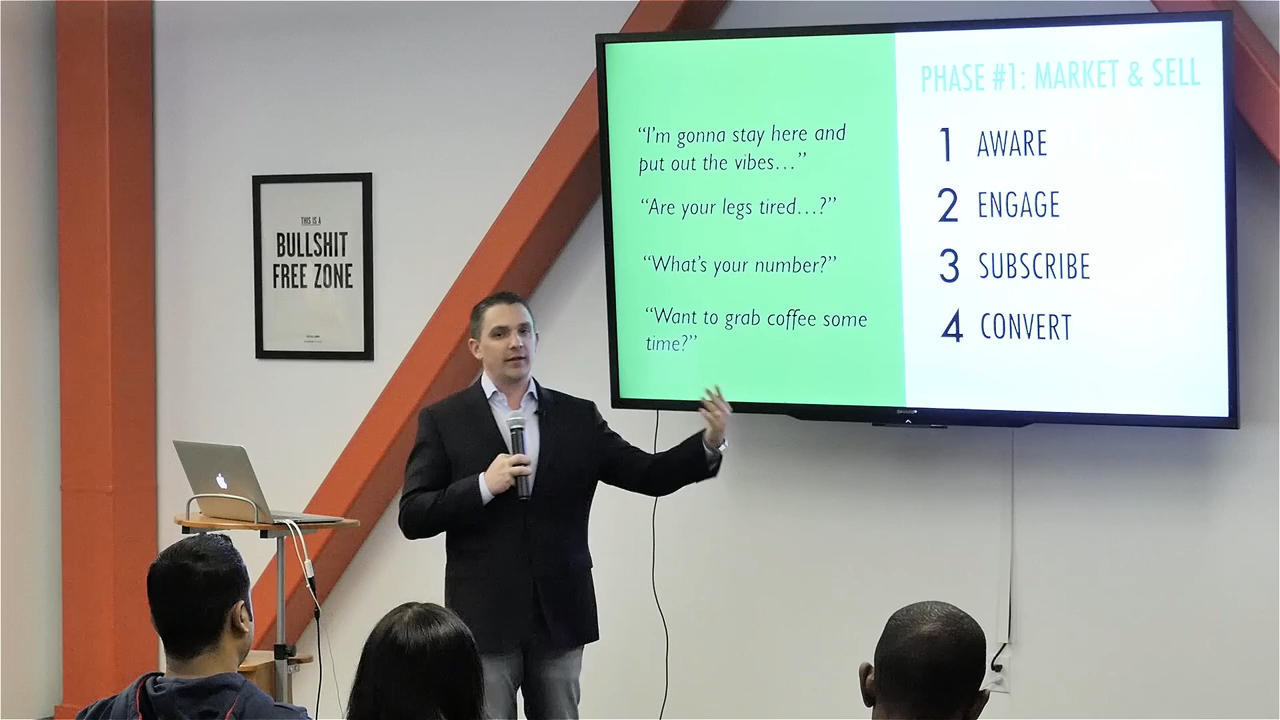 THIS IS A
BULLSHIT
FREE ZONE
“I’m gonna stay here and
put out the vibes…”
“Are your legs tired…?”
“What’s your number?”
“Want to grab coffee some
time?”
PHASE #1: MARKET & SELL
1 AWARE
2 ENGAGE
3 SUBSCRIBE
4 CONVERT
SHARP